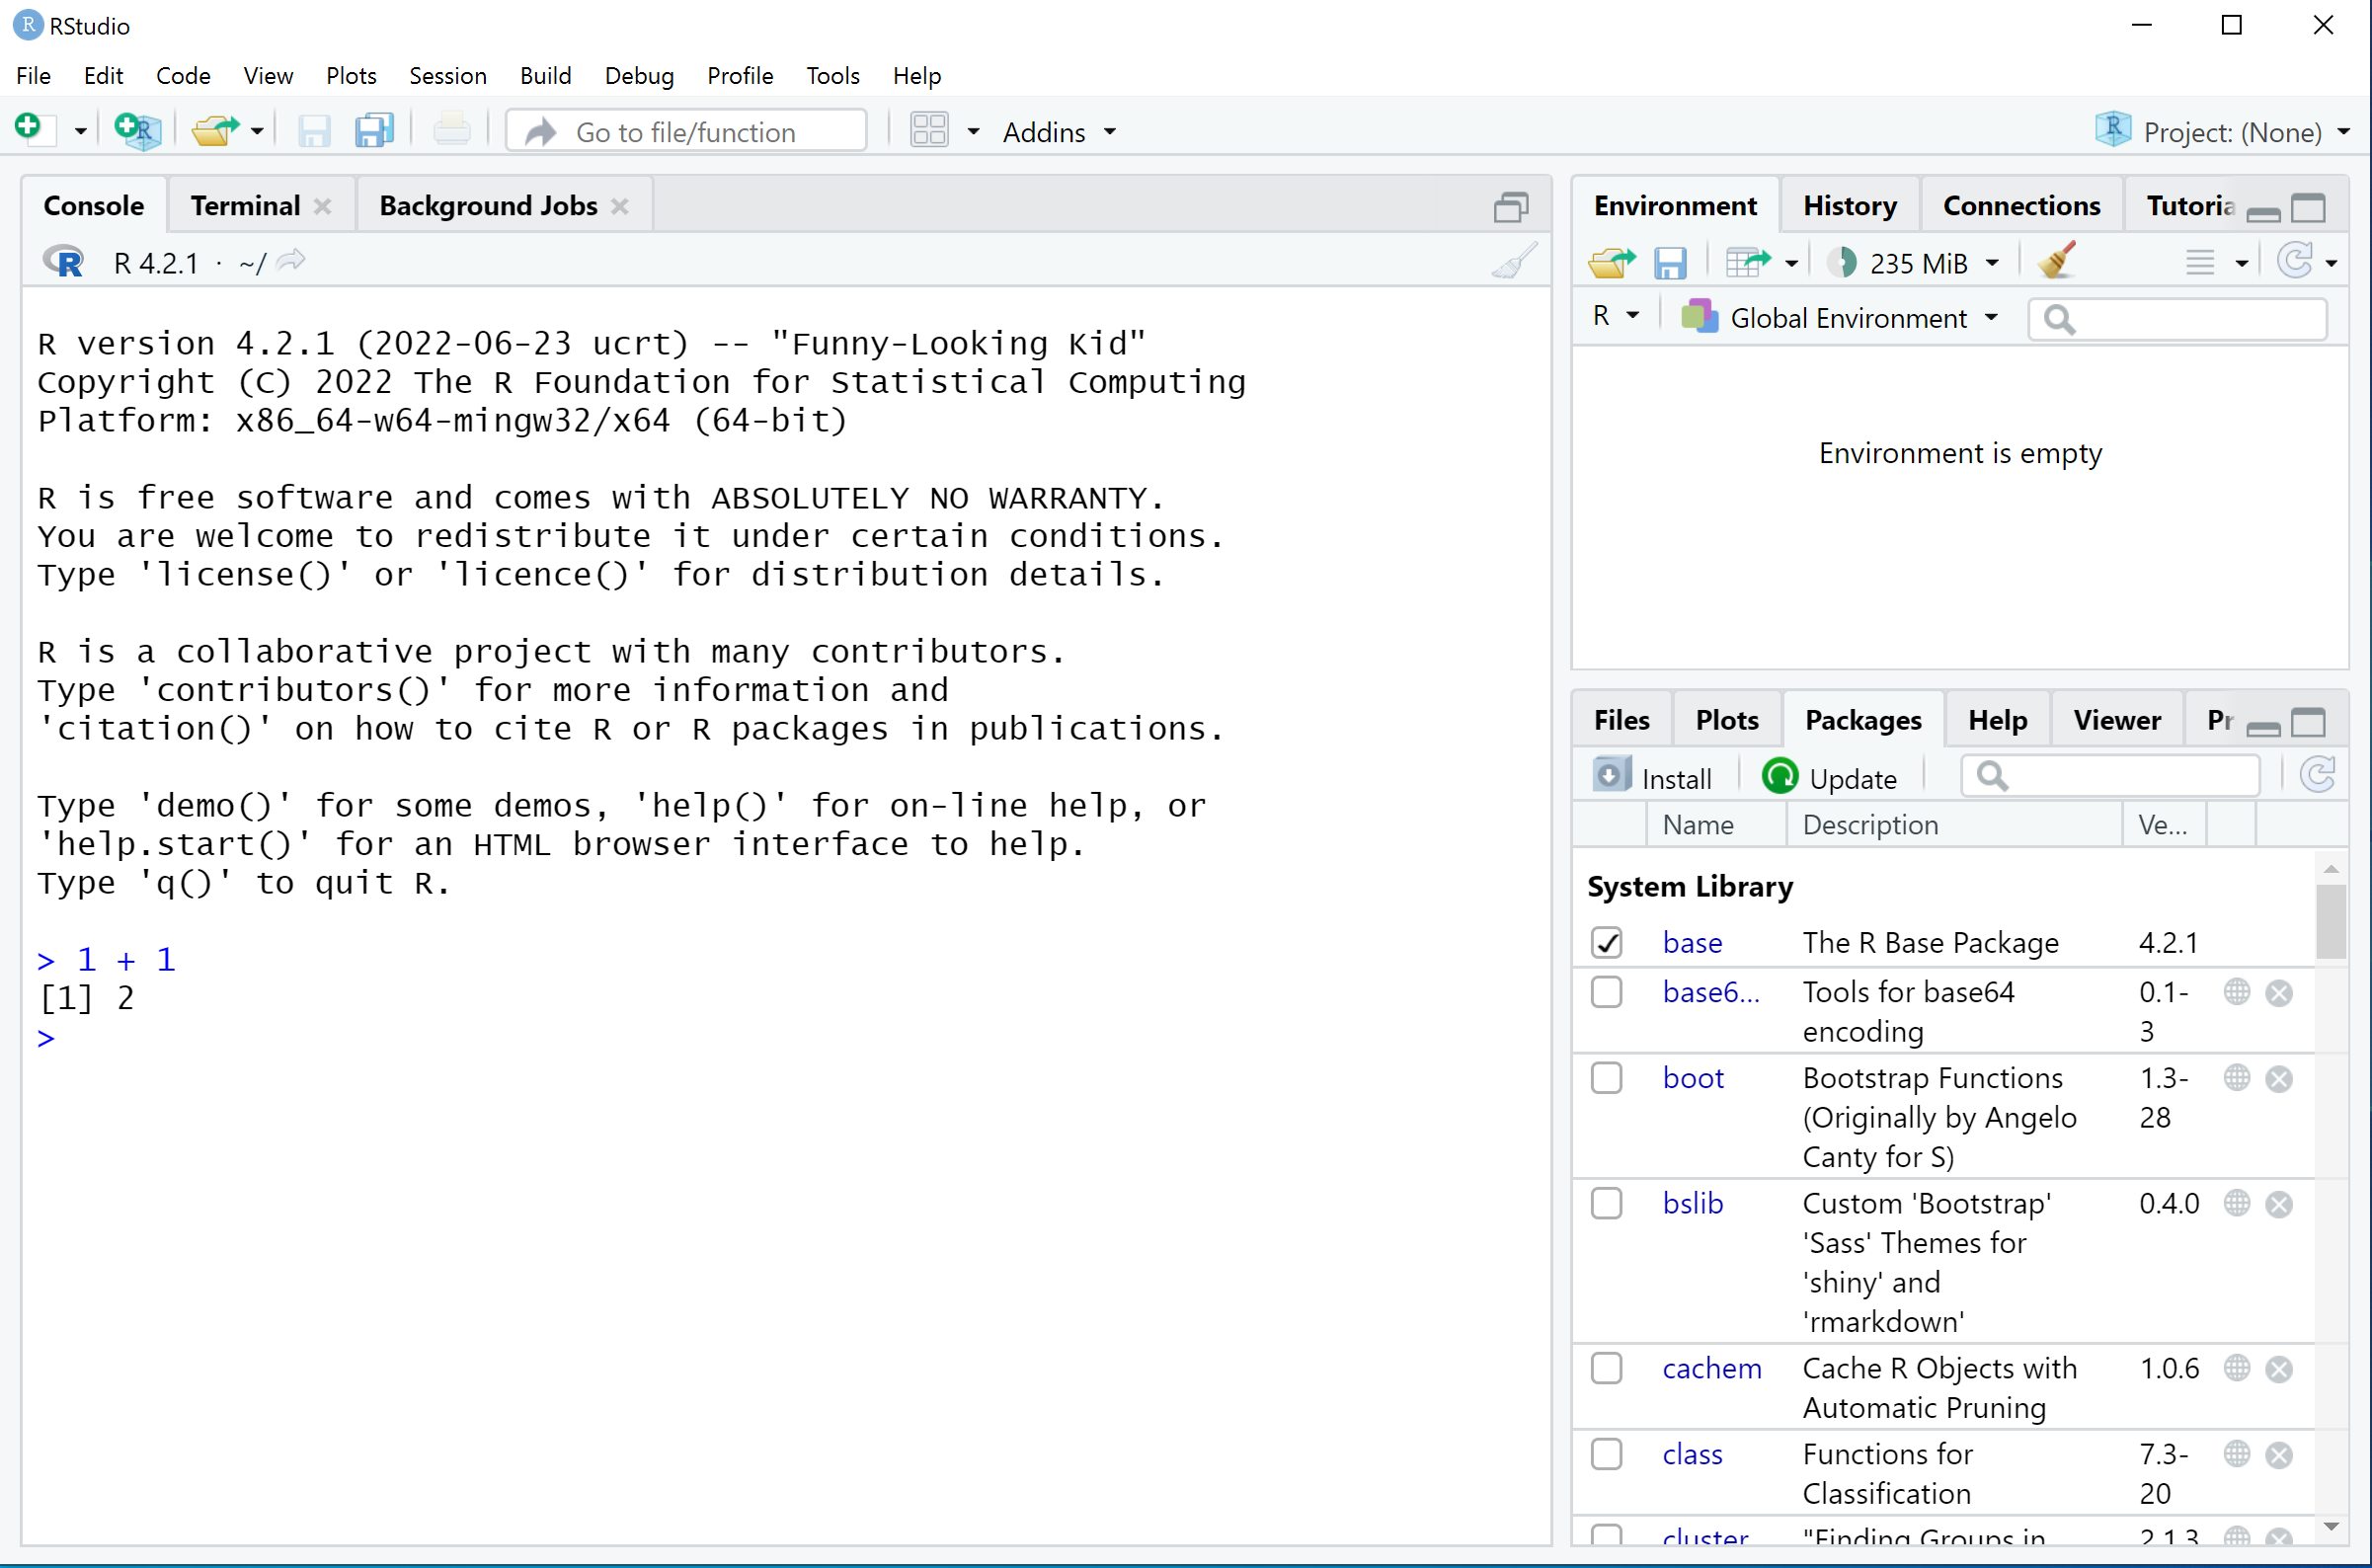 RStudio
File Edit Code View Plots Session Build Debug Profile Tools Help
Go to file/function Addins Project: (None)
Console Terminal Background Jobs
R 4.2.1 · ~/
R version 4.2.1 (2022-06-23 ucrt) -- "Funny-Looking Kid"
Copyright (C) 2022 The R Foundation for Statistical Computing
Platform: x86_64-w64-mingw32/x64 (64-bit)
R is free software and comes with ABSOLUTELY NO WARRANTY.
You are welcome to redistribute it under certain conditions.
Type 'license()' or 'licence()' for distribution details.
R is a collaborative project with many contributors.
Type 'contributors()' for more information and
'citation()' on how to cite R or R packages in publications.
Type 'demo()' for some demos, 'help()' for on-line help, or
'help.start()' for an HTML browser interface to help.
Type 'q()' to quit R.
> 1 + 1
[1] 2
>
Environment History Connections Tutoria
235 MiB
R Global Environment
Environment is empty
Files Plots Packages Help Viewer Pr
Install Update
Name Description Ve...
System Library
base The R Base Package 4.2.1
base6... Tools for base64 0.1-
encoding 3
boot Bootstrap Functions 1.3-
(Originally by Angelo 28
Canty for S)
bslib Custom 'Bootstrap' 0.4.0
'Sass' Themes for
'shiny' and
'rmarkdown'
cachem Cache R Objects with 1.0.6
Automatic Pruning
class Functions for 7.3-
Classification 20
cluster "Finding Groups in 2.1.3